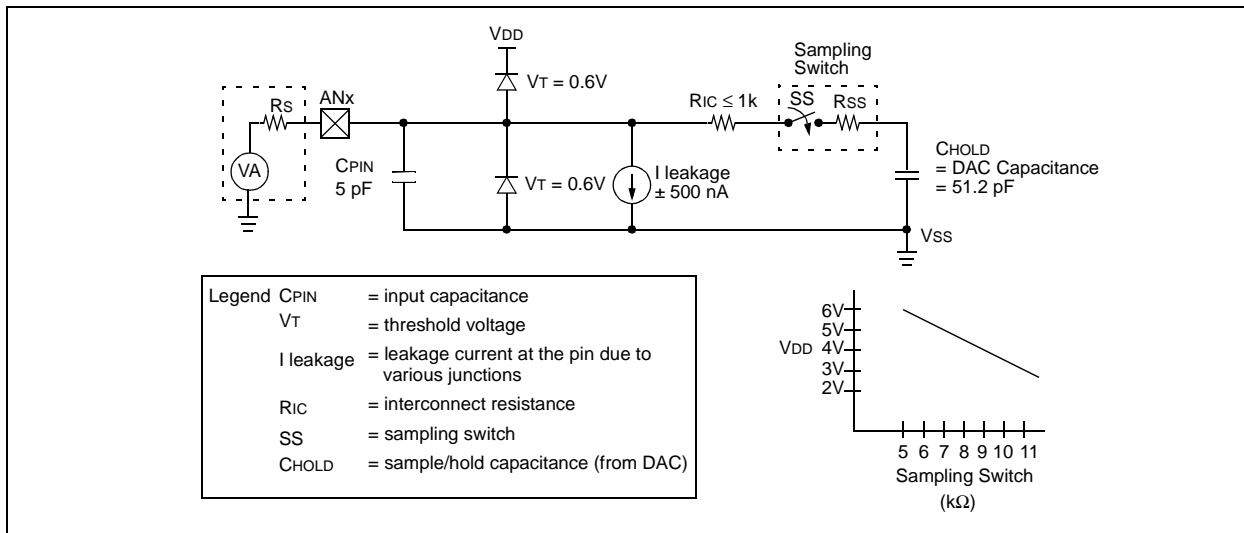 VDD
VT = 0.6V
Sampling
Switch
RS
ANx
RIC ≤ 1k
SS
RSS
VA
CPIN
5 pF
VT = 0.6V
I leakage
± 500 nA
CHOLD
= DAC Capacitance
= 51.2 pF
VSS
Legend CPIN = input capacitance
VT = threshold voltage
I leakage = leakage current at the pin due to
various junctions
RIC = interconnect resistance
SS = sampling switch
CHOLD = sample/hold capacitance (from DAC)
6V
5V
VDD 4V
3V
2V
5 6 7 8 9 10 11
Sampling Switch
(kΩ)